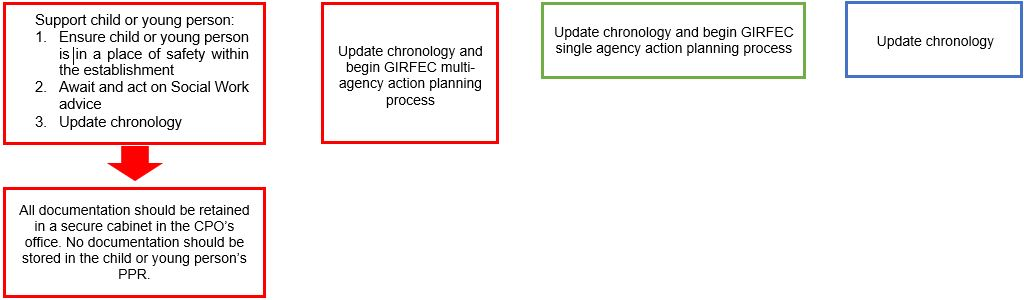 Support child or young person:
1. Ensure child or young person
is in a place of safety within
the establishment
2. Await and act on Social Work
advice
3. Update chronology
All documentation should be retained
in a secure cabinet in the CPO's
office. No documentation should be
stored in the child or young person's
PPR.
Update chronology and
begin GIRFEC multi-
agency action planning
process
Update chronology and begin GIRFEC
single agency action planning process
Update chronology